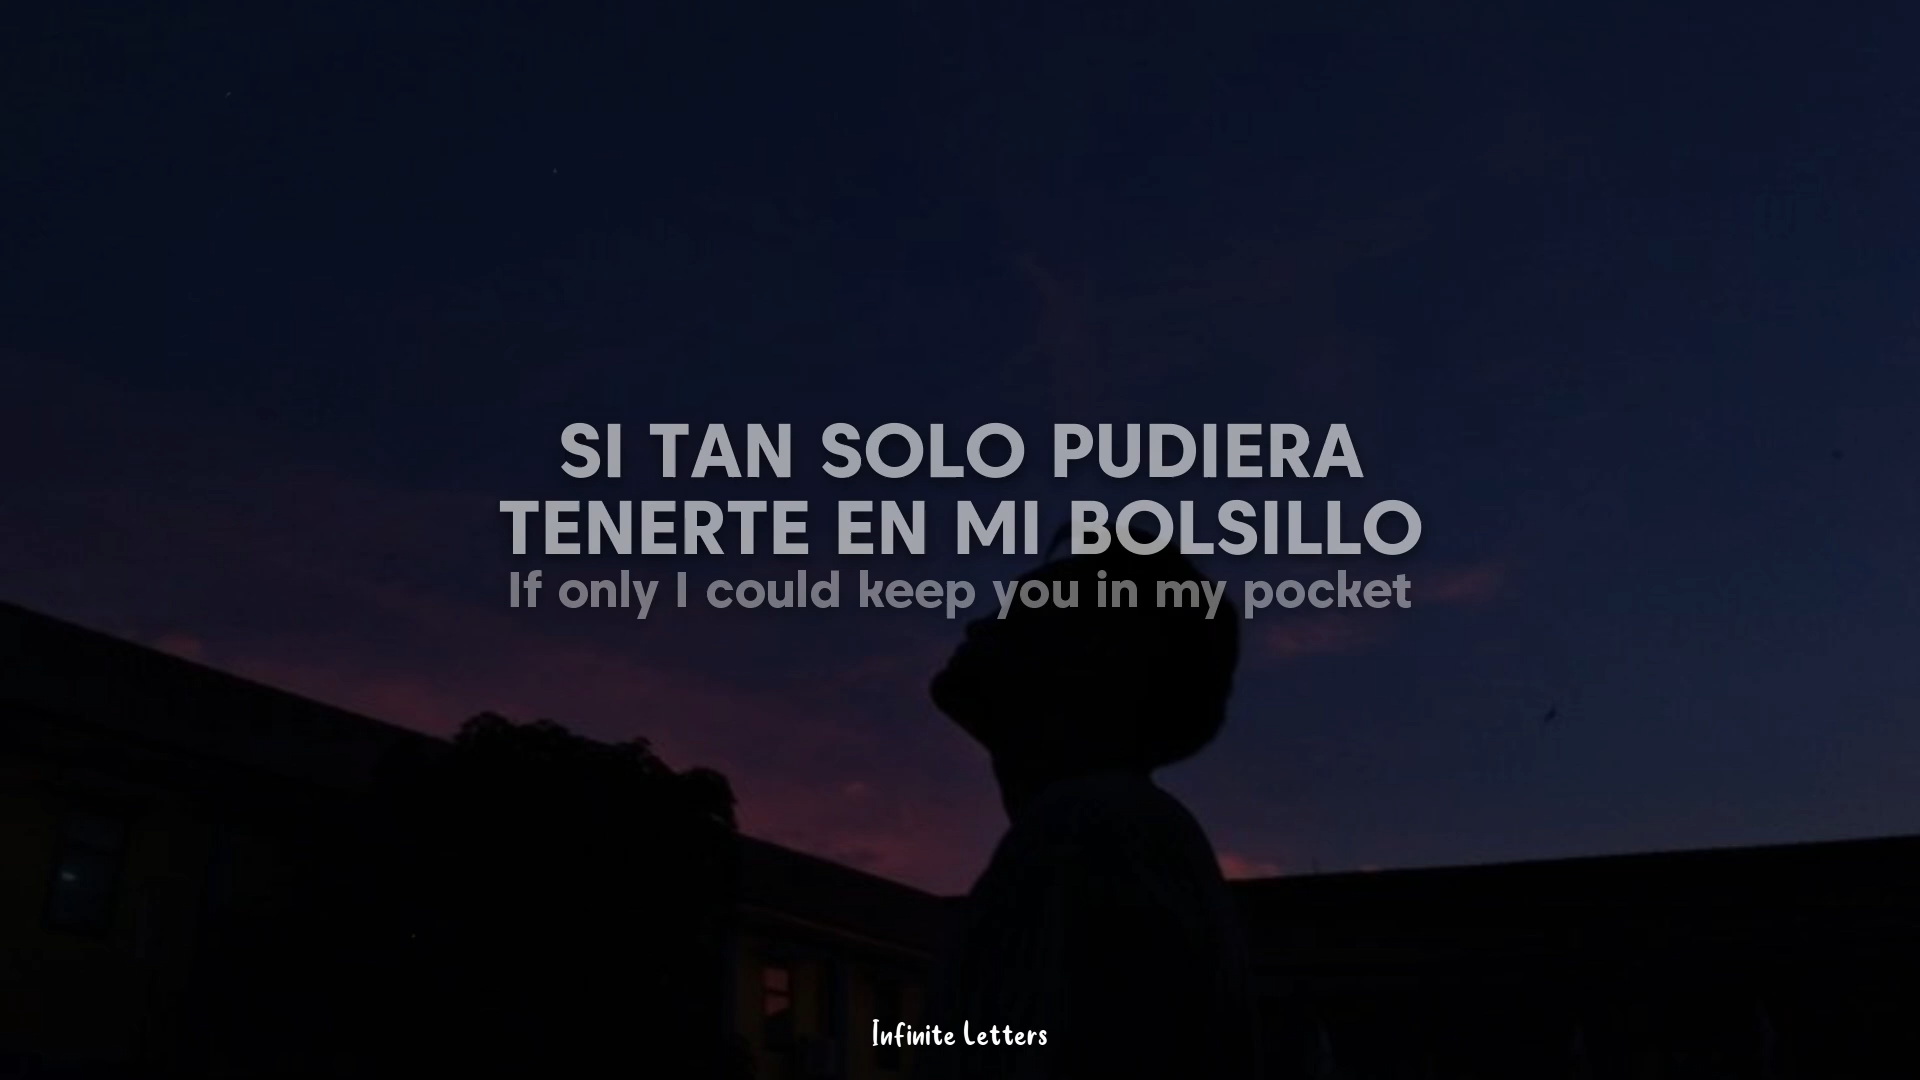 SI TAN SOLO PUDIERA
TENERTE EN MI BOLSILLO
If only I could keep you in my pocket
Infinite Letters